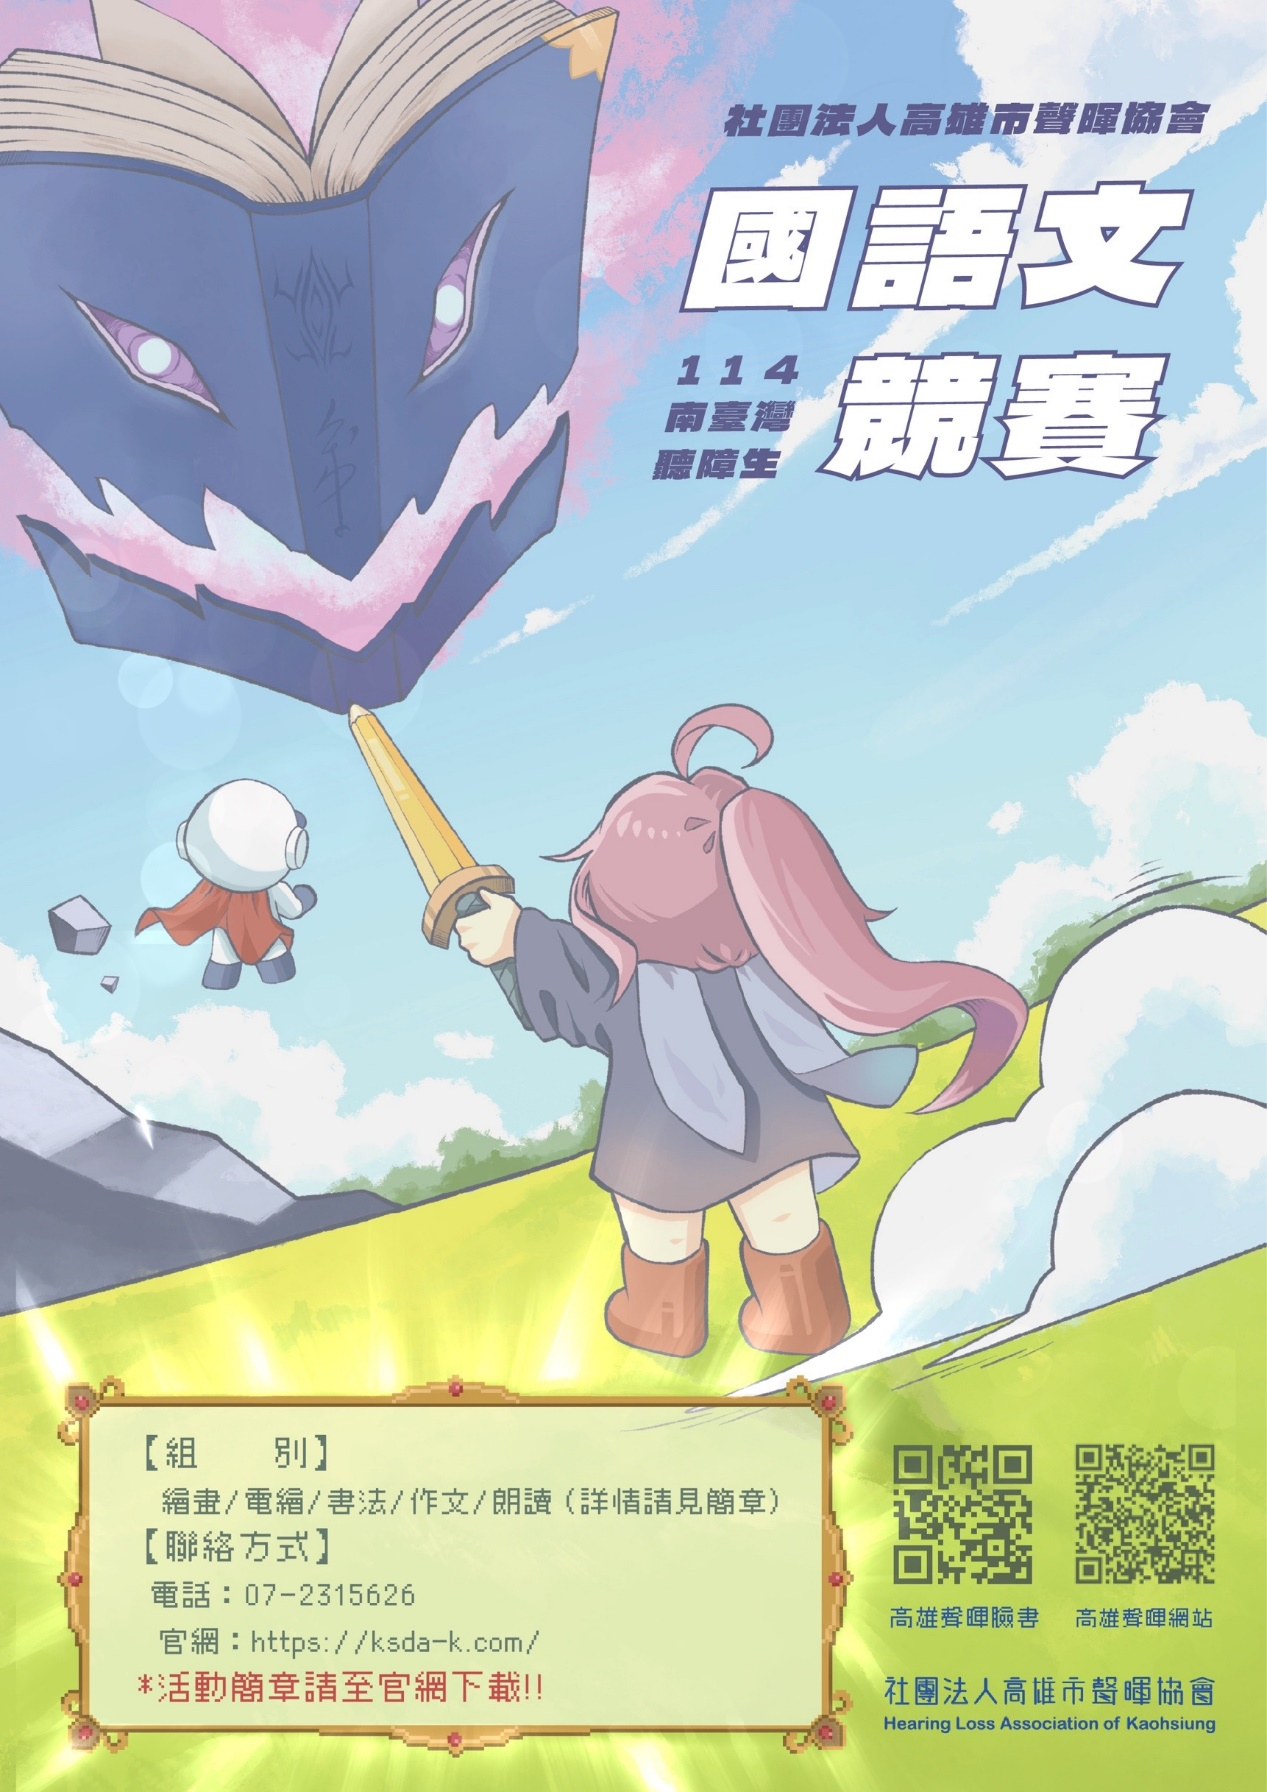 社團法人高雄市聲暉協會
國語文
114
南臺灣
聽障生
競賽
【組　　別】
繪畫/電繪/書法/作文/朗讀（詳情請見簡章）
【聯絡方式】
電話：07-2315626
官網：https://ksda-k.com/
*活動簡章請至官網下載!!
高雄聲暉臉書
高雄聲暉網站
社團法人高雄市聲暉協會
Hearing Loss Association of Kaohsiung